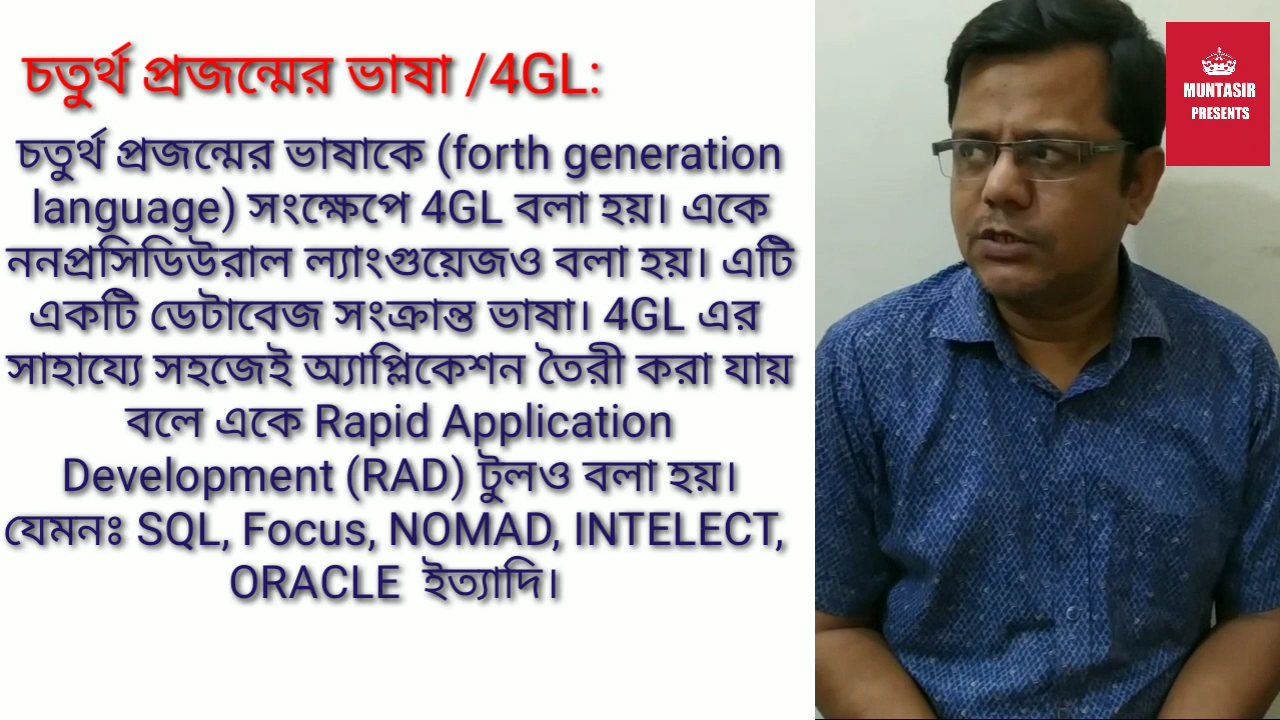 চতুর্থ প্রজন্মের ভাষা /4GL:
চতুর্থ প্রজন্মের ভাষাকে (forth generation
language) সংক্ষেপে 4GL বলা হয়। একে
ননপ্রসিডিউরাল ল্যাংগুয়েজও বলা হয়। এটি
একটি ডেটাবেজ সংক্রান্ত ভাষা। 4GL এর
সাহায্যে সহজেই অ্যাপ্লিকেশন তৈরী করা যায়
বলে একে Rapid Application
Development (RAD) টুলও বলা হয়।
যেমনঃ SQL, Focus, NOMAD, INTELECT,
ORACLE ইত্যাদি।
MUNTASIR
PRESENTS